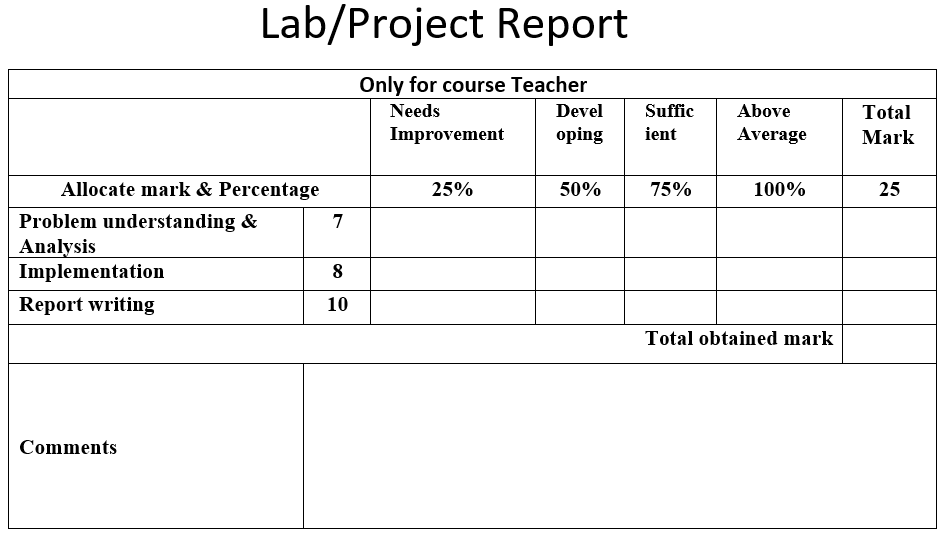 Lab/Project Report
Only for course Teacher
Needs Improvement
Devel oping
Suffic ient
Above Average
Total Mark
Allocate mark & Percentage 25% 50% 75% 100% 25
Problem understanding & 7
Analysis
Implementation 8
Report writing 10
Total obtained mark
Comments